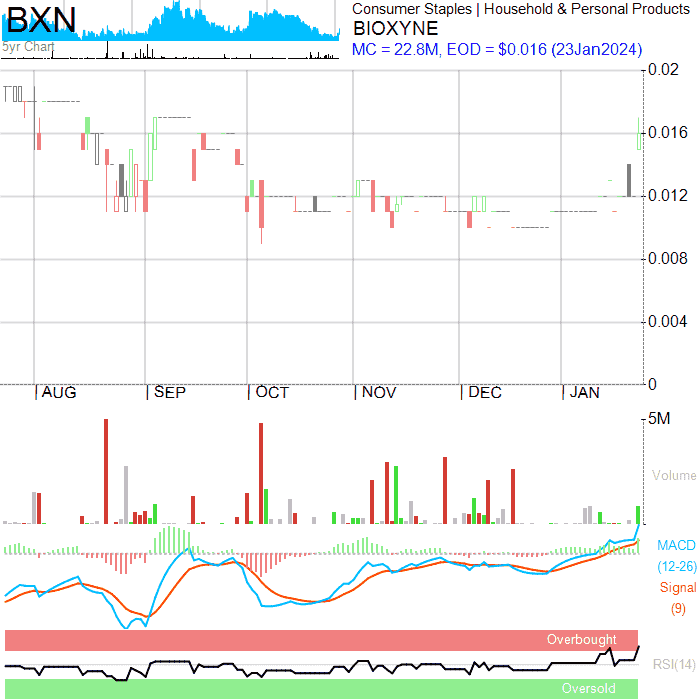 BXN
5yr Chart
Consumer Staples | Household & Personal Products
BIOXYNE
MC = 22.8M, EOD = $0.016 (23Jan2024)
0.02
0.016
0.012
0.008
0.004
0
AUG
SEP
OCT
NOV
DEC
JAN
5M
Volume
MACD
(12-26)
Signal
(9)
Overbought
RSI(14)
Oversold